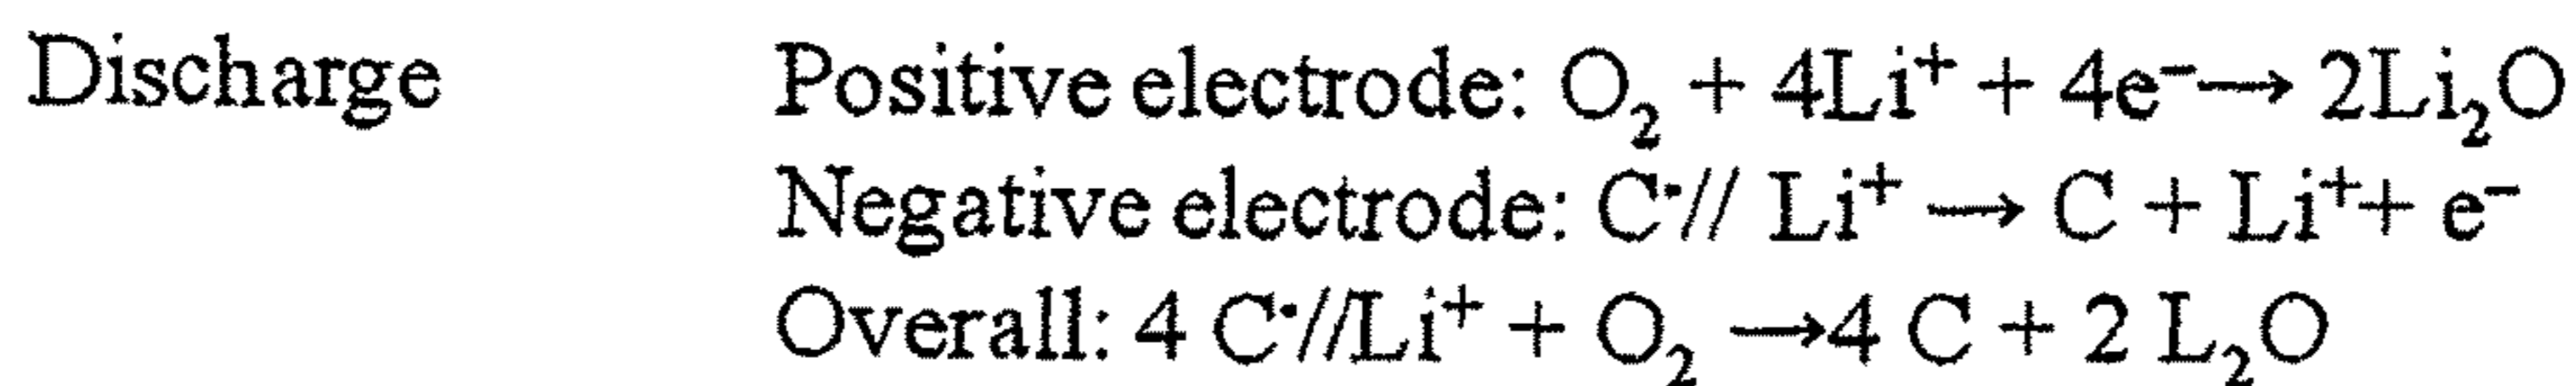 Discharge Positive electrode: O₂ + 4Li⁺ + 4e⁻→ 2Li₂O
Negative electrode: C·// Li⁺ → C + Li⁺+ e⁻
Overall: 4 C·//Li⁺ + O₂ →4 C + 2 L₂O